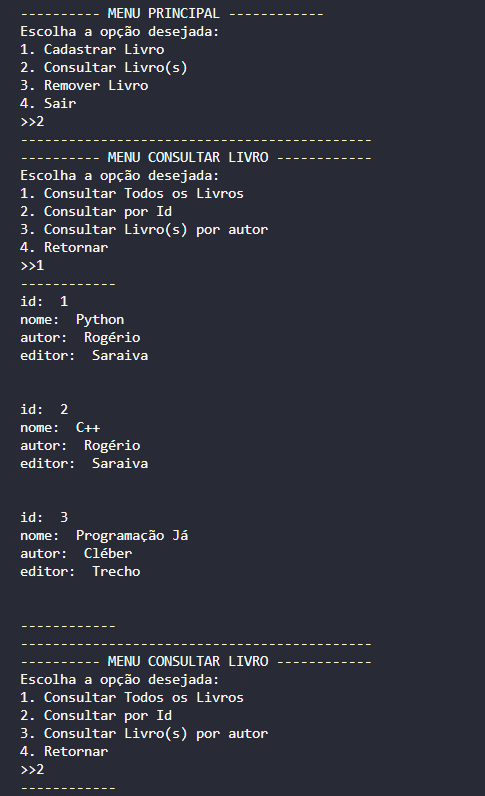 ---------- MENU PRINCIPAL ------------
Escolha a opção desejada:
1. Cadastrar Livro
2. Consultar Livro(s)
3. Remover Livro
4. Sair
>>2
--------------------------------------------
---------- MENU CONSULTAR LIVRO ------------
Escolha a opção desejada:
1. Consultar Todos os Livros
2. Consultar por Id
3. Consultar Livro(s) por autor
4. Retornar
>>1
------------
id:  1
nome:  Python
autor:  Rogério
editor:  Saraiva
id:  2
nome:  C++
autor:  Rogério
editor:  Saraiva
id:  3
nome:  Programação Já
autor:  Cléber
editor:  Trecho
------------
--------------------------------------------
---------- MENU CONSULTAR LIVRO ------------
Escolha a opção desejada:
1. Consultar Todos os Livros
2. Consultar por Id
3. Consultar Livro(s) por autor
4. Retornar
>>2
------------